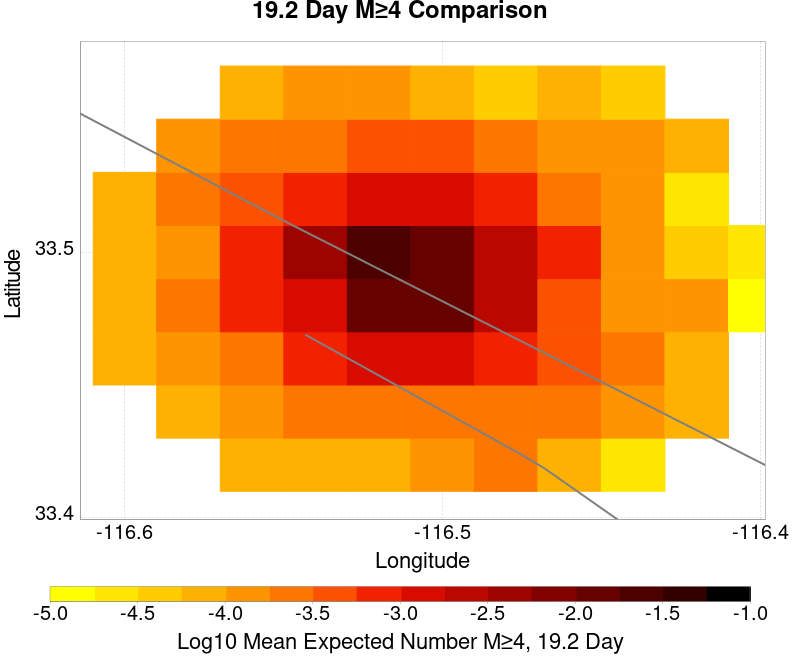 19.2 Day M≥4 Comparison
Latitude
33.5
33.4
-116.6 -116.5 -116.4
Longitude
-5.0 -4.5 -4.0 -3.5 -3.0 -2.5 -2.0 -1.5 -1.0
Log10 Mean Expected Number M≥4, 19.2 Day